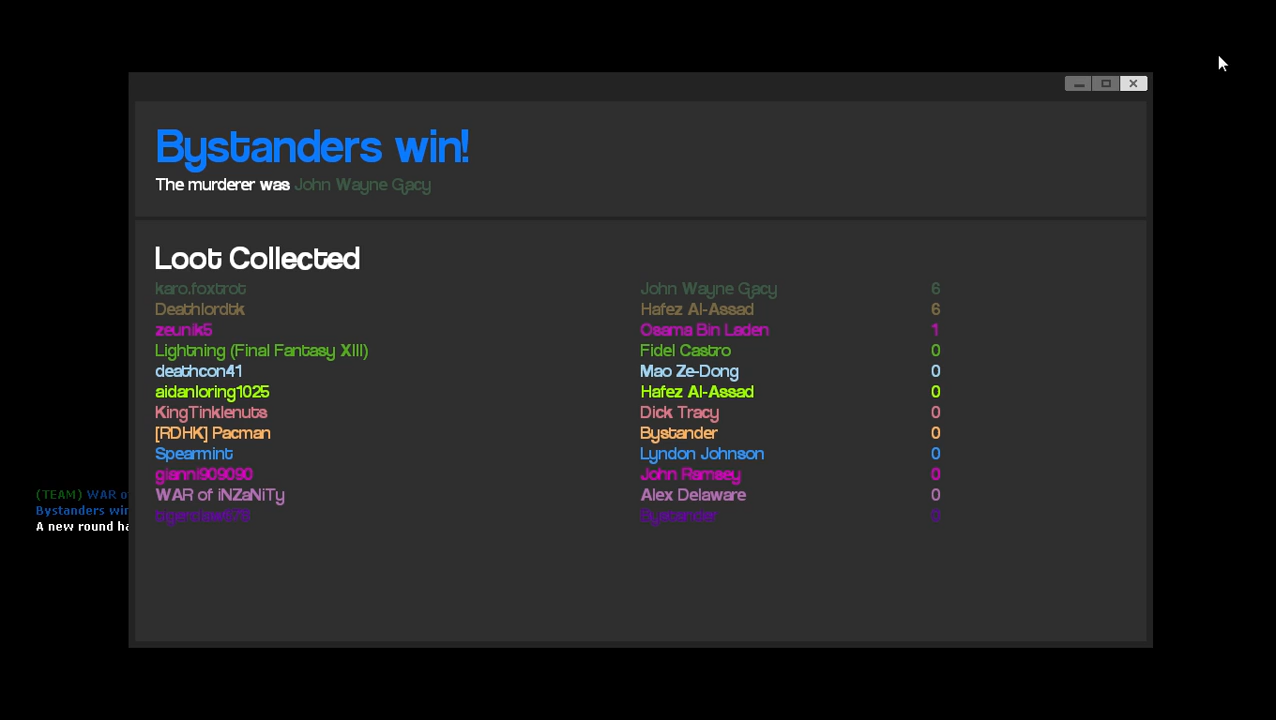 Bystanders win!
The murderer was John Wayne Gacy
Loot Collected
karo.foxtrot John Wayne Gacy 6
Deathlordtk Hafez Al-Assad 6
zeunik5 Osama Bin Laden 1
Lightning (Final Fantasy XIII) Fidel Castro 0
deathcon41 Mao Ze-Dong 0
aidanloring1025 Hafez Al-Assad 0
KingTinklenuts Dick Tracy 0
[RDHK] Pacman Bystander 0
Spearmint Lyndon Johnson 0
gianni909090 John Ramsey 0
WAR of iNZaNiTy Alex Delaware 0
Bystander 0
(TEAM) WAR o
Bystanders win
A new round ha